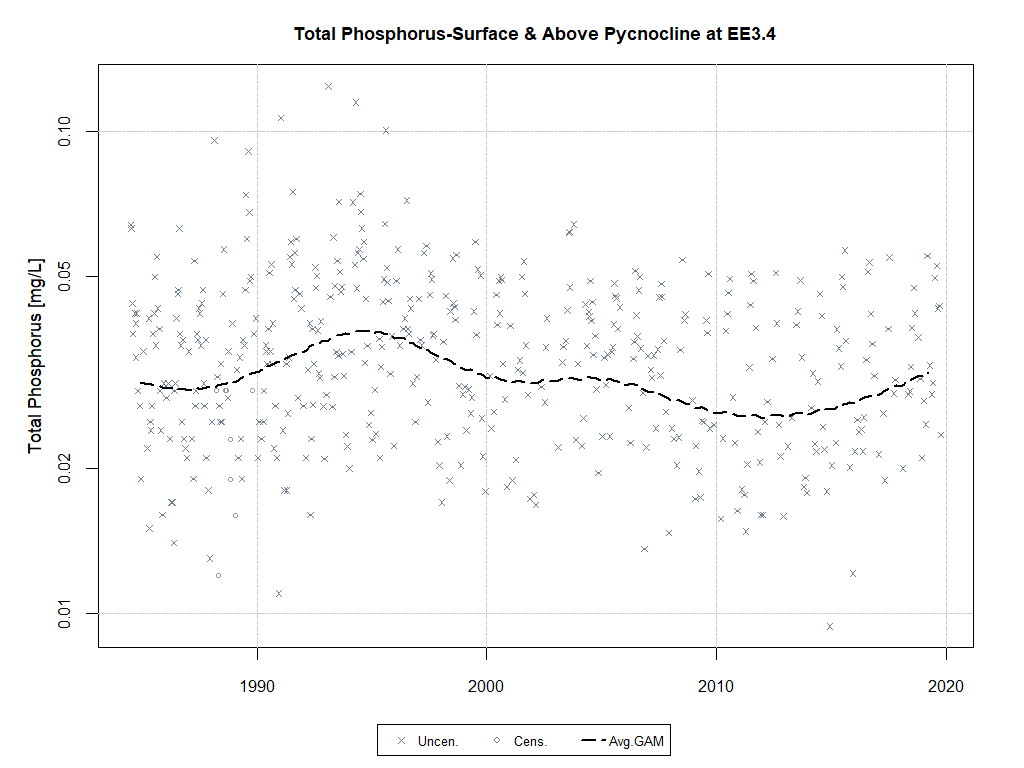 Total Phosphorus-Surface & Above Pycnocline at EE3.4
Total Phosphorus [mg/L]
0.10
0.05
0.02
0.01
1990 2000 2010 2020
Uncen. Cens. Avg.GAM